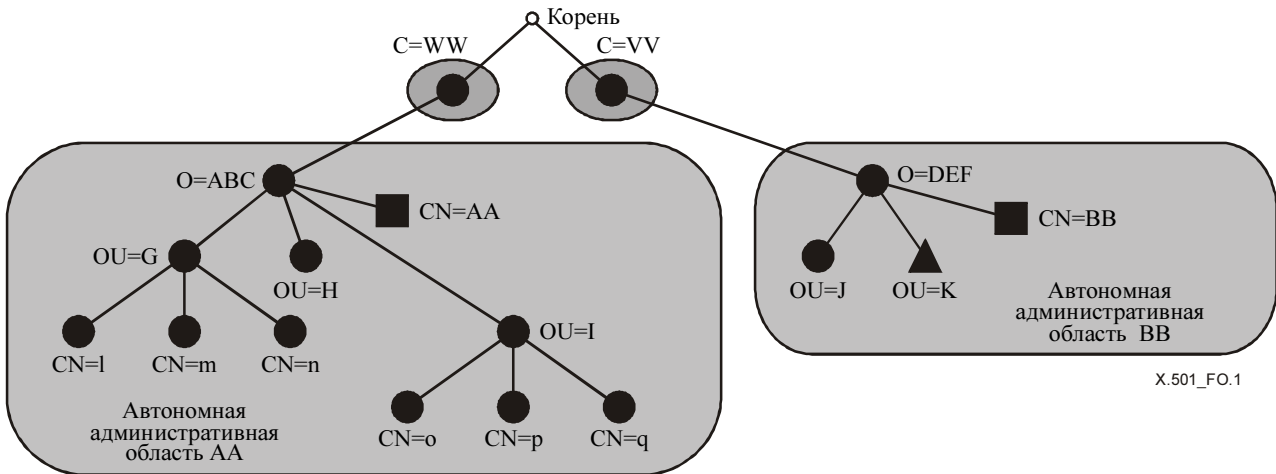 Корень
C=WW
C=VV
O=ABC
CN=AA
OU=G
OU=H
OU=I
CN=l
CN=m
CN=n
CN=o
CN=p
CN=q
Автономная
административная
область AA
O=DEF
CN=BB
OU=J
OU=K
Автономная
административная
область BB
X.501_FO.1